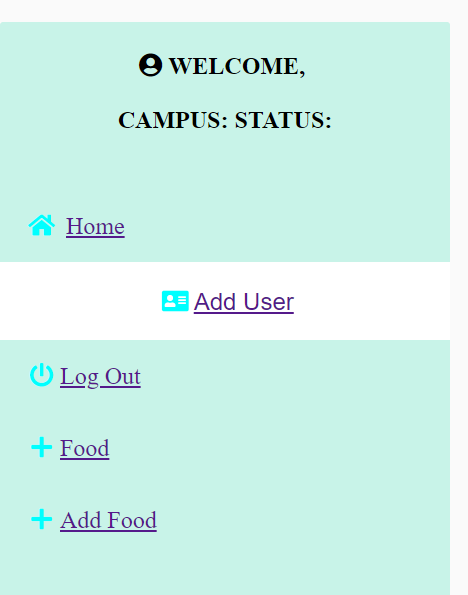 WELCOME,
CAMPUS: STATUS:
Home
Add User
Log Out
Food
Add Food